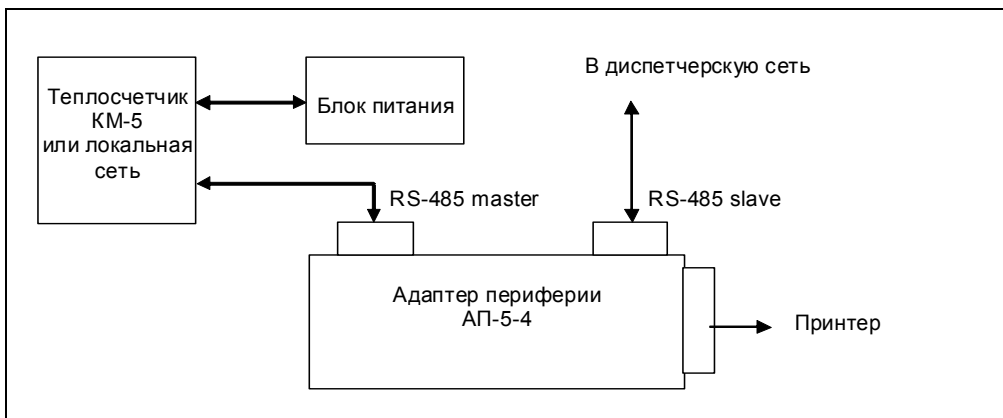 Теплосчетчик
КМ-5
или локальная
сеть
Блок питания
В диспетчерскую сеть
RS-485 master
RS-485 slave
Адаптер периферии
АП-5-4
Принтер